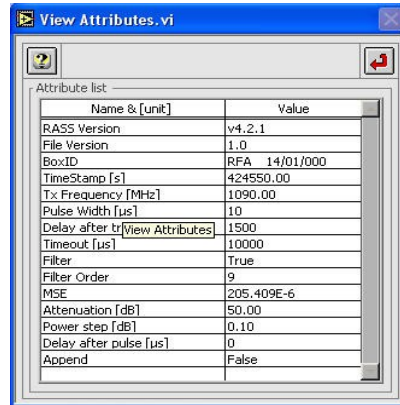 View Attributes.vi
Attribute list
Name & [unit] Value
RASS Version v4.2.1
File Version 1.0
BoxID RFA 14/01/000
TimeStamp [s] 424550.00
Tx Frequency [MHz] 1090.00
Pulse Width [µs] 10
Delay after tr View Attributes 1500
Timeout [µs] 10000
Filter True
Filter Order 9
MSE 205.409E-6
Attenuation [dB] 50.00
Power step [dB] 0.10
Delay after pulse [µs] 0
Append False